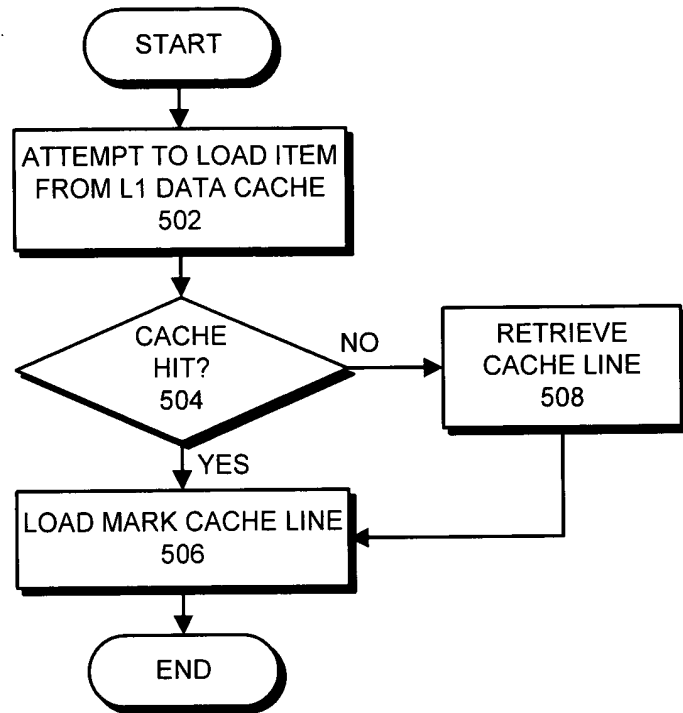 START
ATTEMPT TO LOAD ITEM
FROM L1 DATA CACHE
502
CACHE
HIT?
504
NO
RETRIEVE
CACHE LINE
508
YES
LOAD MARK CACHE LINE
506
END